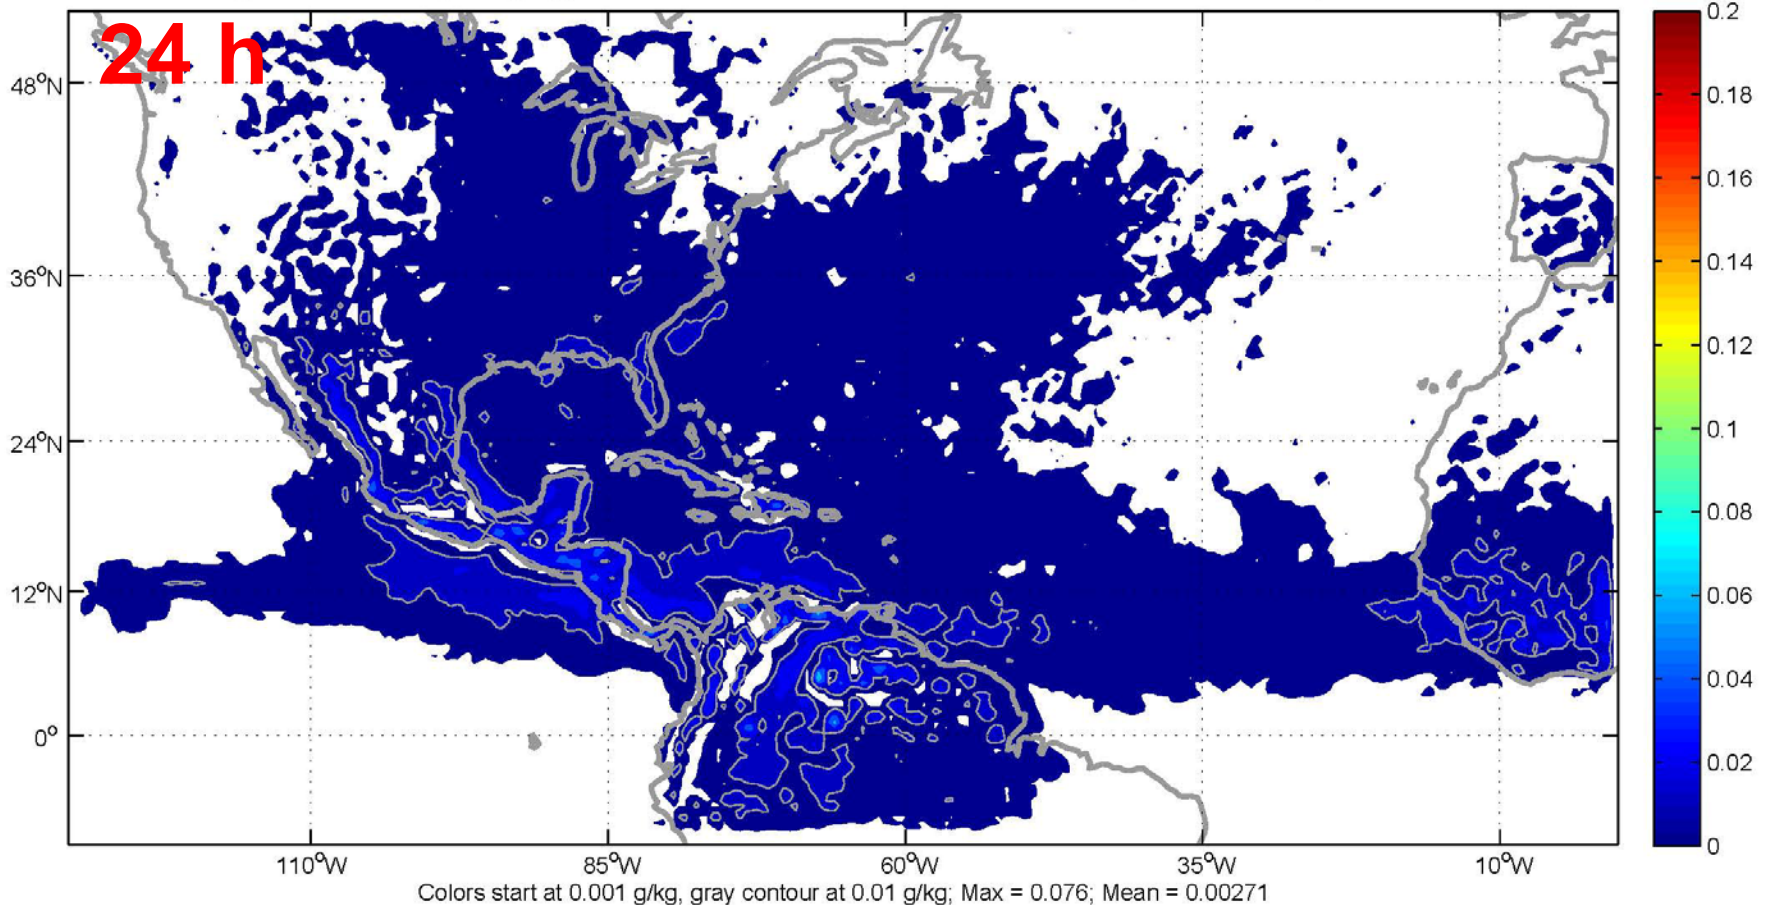 24 h
48°N
36°N
24°N
12°N
0°
110°W
85°W
60°W
35°W
10°W
0.2
0.18
0.16
0.14
0.12
0.1
0.08
0.06
0.04
0.02
0
Colors start at 0.001 g/kg, gray contour at 0.01 g/kg; Max = 0.076; Mean = 0.00271